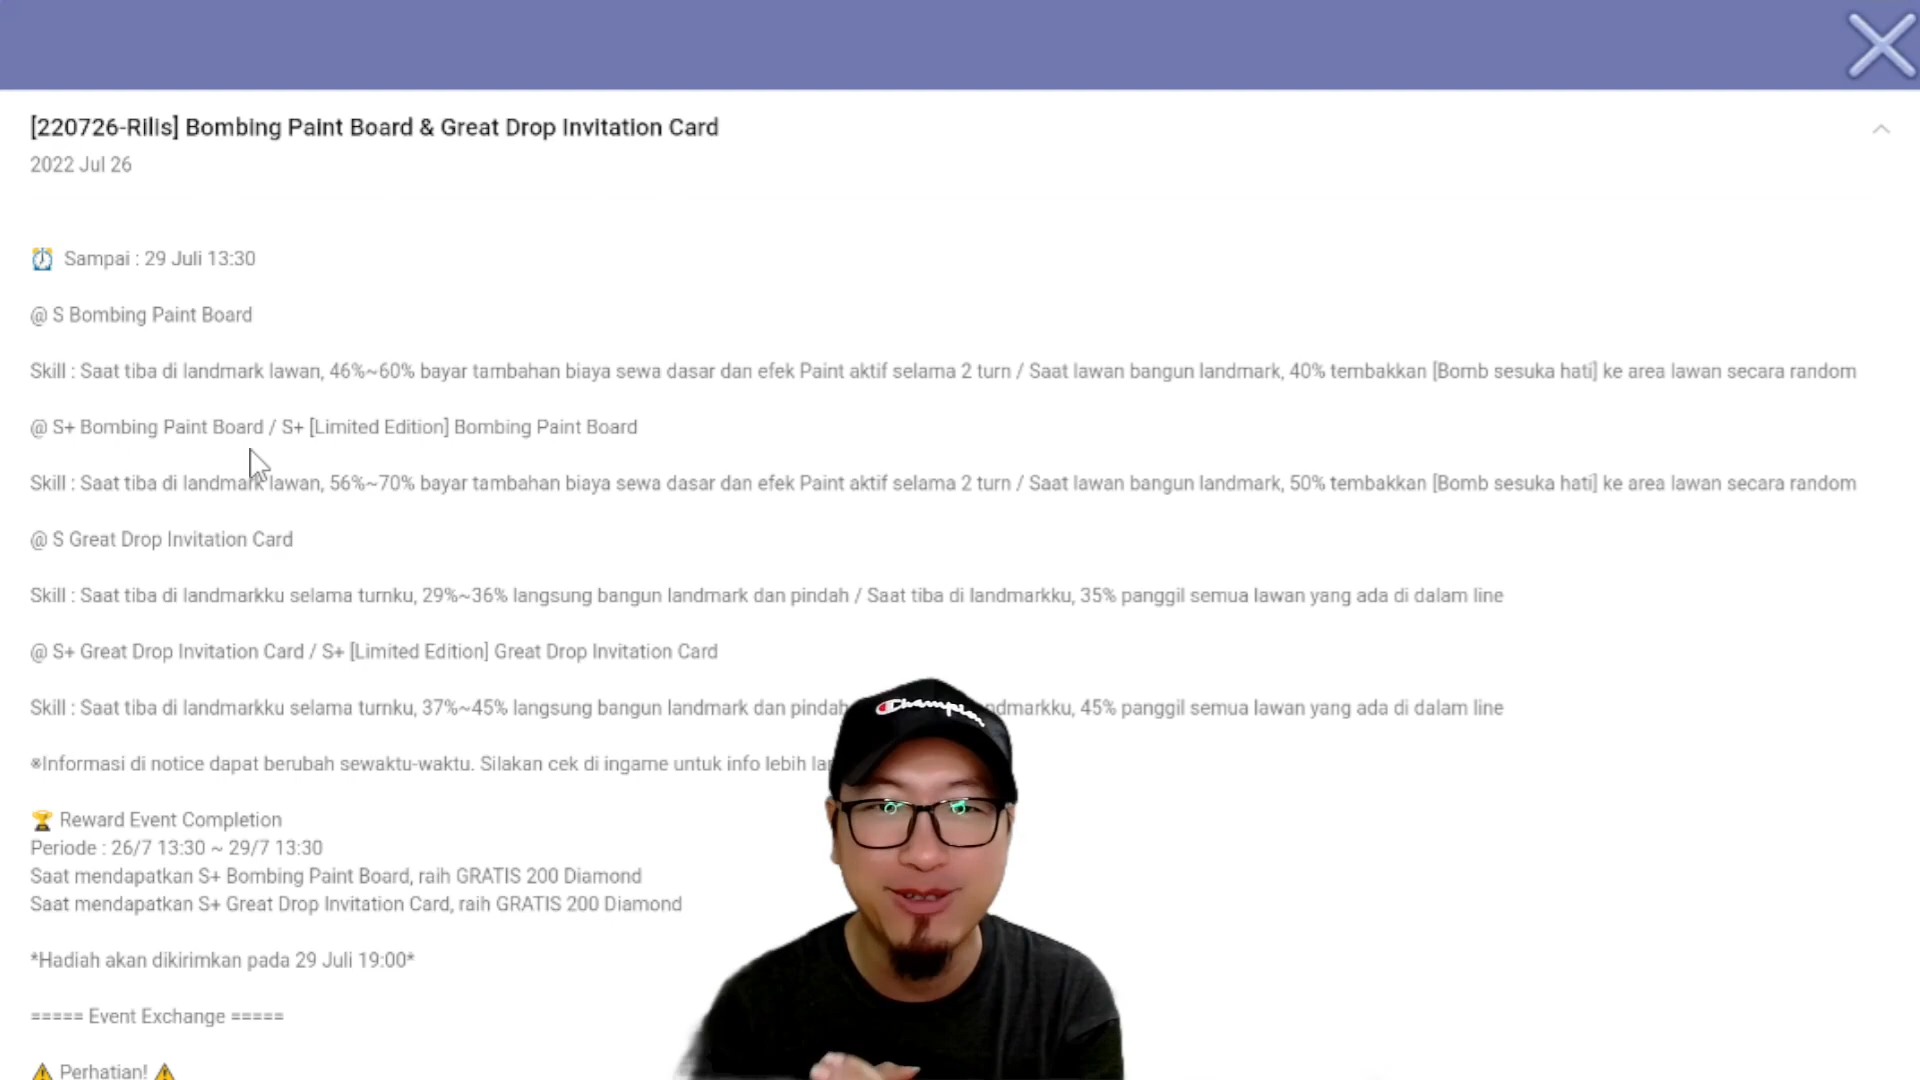 [220726-Rilis] Bombing Paint Board & Great Drop Invitation Card
2022 Jul 26
Sampai : 29 Juli 13:30
@ S Bombing Paint Board
Skill : Saat tiba di landmark lawan, 46%~60% bayar tambahan biaya sewa dasar dan efek Paint aktif selama 2 turn / Saat lawan bangun landmark, 40% tembakkan [Bomb sesuka hati] ke area lawan secara random
@ S+ Bombing Paint Board / S+ [Limited Edition] Bombing Paint Board
Skill : Saat tiba di landmark lawan, 56%~70% bayar tambahan biaya sewa dasar dan efek Paint aktif selama 2 turn / Saat lawan bangun landmark, 50% tembakkan [Bomb sesuka hati] ke area lawan secara random
@ S Great Drop Invitation Card
Skill : Saat tiba di landmarkku selama turnku, 29%~36% langsung bangun landmark dan pindah / Saat tiba di landmarkku, 35% panggil semua lawan yang ada di dalam line
@ S+ Great Drop Invitation Card / S+ [Limited Edition] Great Drop Invitation Card
Skill : Saat tiba di landmarkku selama turnku, 37%~45% langsung bangun landmark dan pindah ndmarkku, 45% panggil semua lawan yang ada di dalam line
Champion
※Informasi di notice dapat berubah sewaktu-waktu. Silakan cek di ingame untuk info lebih
Reward Event Completion
Periode : 26/7 13:30 ~ 29/7 13:30
Saat mendapatkan S+ Bombing Paint Board, raih GRATIS 200 Diamond
Saat mendapatkan S+ Great Drop Invitation Card, raih GRATIS 200 Diamond
*Hadiah akan dikirimkan pada 29 Juli 19:00*
===== Event Exchange =====
Perhatian!